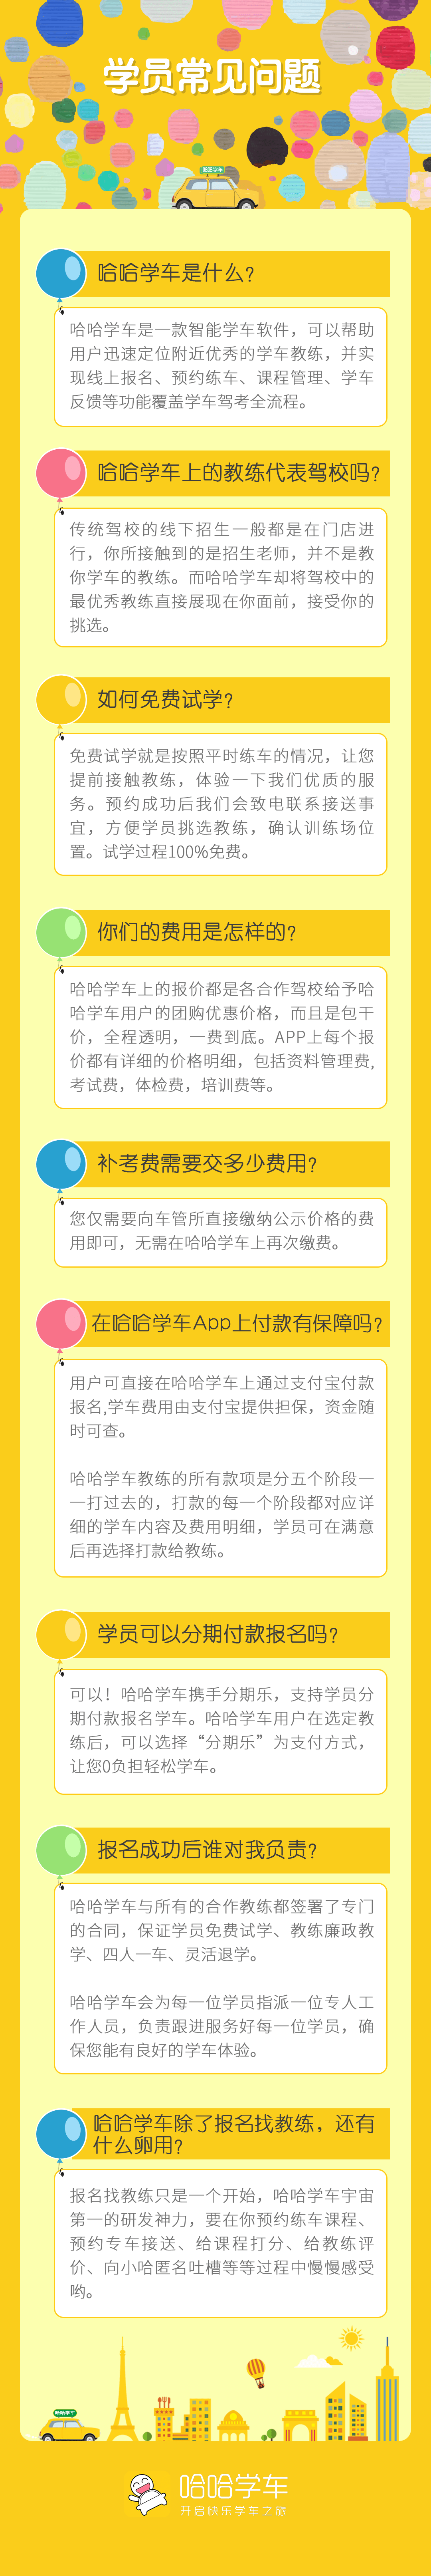 学员常见问题
哈哈学车
哈哈学车是什么?
哈哈学车是一款智能学车软件，可以帮助
用户迅速定位附近优秀的学车教练，并实
现线上报名、预约练车、课程管理、学车
反馈等功能覆盖学车驾考全流程。
哈哈学车上的教练代表驾校吗?
传统驾校的线下招生一般都是在门店进
行，你所接触到的是招生老师，并不是教
你学车的教练。而哈哈学车却将驾校中的
最优秀教练直接展现在你面前，接受你的
挑选。
如何免费试学?
免费试学就是按照平时练车的情况，让您
提前接触教练，体验一下我们优质的服
务。预约成功后我们会致电联系接送事
宜，方便学员挑选教练，确认训练场位
置。试学过程100%免费。
你们的费用是怎样的?
哈哈学车上的报价都是各合作驾校给予哈
哈学车用户的团购优惠价格，而且是包干
价，全程透明，一费到底。APP上每个报
价都有详细的价格明细，包括资料管理费,
考试费，体检费，培训费等。
补考费需要交多少费用?
您仅需要向车管所直接缴纳公示价格的费
用即可，无需在哈哈学车上再次缴费。
在哈哈学车App上付款有保障吗?
用户可直接在哈哈学车上通过支付宝付款
报名,学车费用由支付宝提供担保，资金随
时可查。
哈哈学车教练的所有款项是分五个阶段一
一打过去的，打款的每一个阶段都对应详
细的学车内容及费用明细，学员可在满意
后再选择打款给教练。
学员可以分期付款报名吗?
可以！哈哈学车携手分期乐，支持学员分
期付款报名学车。哈哈学车用户在选定教
练后，可以选择“分期乐”为支付方式，
让您0负担轻松学车。
报名成功后谁对我负责?
哈哈学车与所有的合作教练都签署了专门
的合同，保证学员免费试学、教练廉政教
学、四人一车、灵活退学。
哈哈学车会为每一位学员指派一位专人工
作人员，负责跟进服务好每一位学员，确
保您能有良好的学车体验。
哈哈学车除了报名找教练，还有
什么卵用?
报名找教练只是一个开始，哈哈学车宇宙
第一的研发神力，要在你预约练车课程、
预约专车接送、给课程打分、给教练评
价、向小哈匿名吐槽等等过程中慢慢感受
哟。
哈哈学车
哈哈学车
开启快乐学车之旅